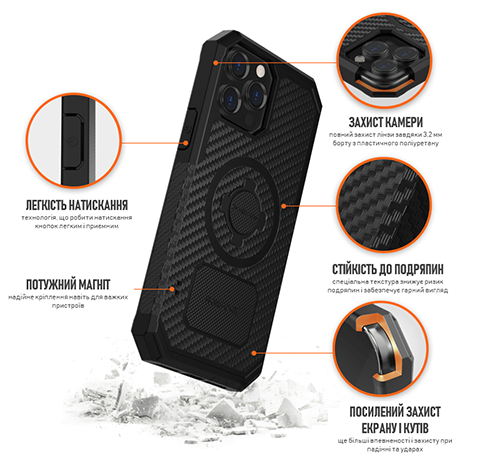 ЗАХИСТ КАМЕРИ
повний захист лінзи завдяки 3.2 мм
борту з пластичного поліуретану
ЛЕГКІСТЬ НАТИСКАННЯ
технологія, що робити натискання
кнопок легким і приємним
СТІЙКІСТЬ ДО ПОДРЯПИН
спеціальна текстура знижує ризик
подряпин і забезпечує гарний вигляд
ПОТУЖНИЙ МАГНІТ
надійне кріплення навіть для важких
пристроїв
ПОСИЛЕНИЙ ЗАХИСТ
ЕКРАНУ І КУТІВ
ще більш впевненості і захисту при
падінні та ударах